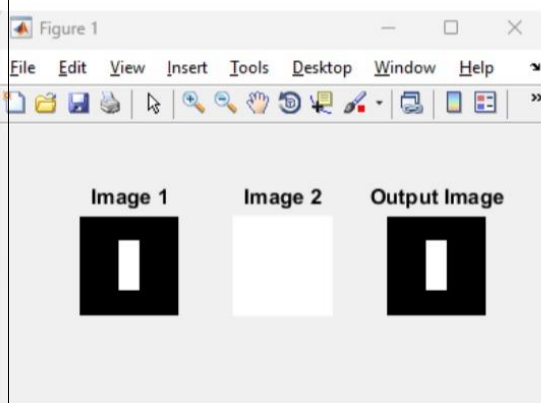 Figure 1
File Edit View Insert Tools Desktop Window Help
Image 1 Image 2 Output Image